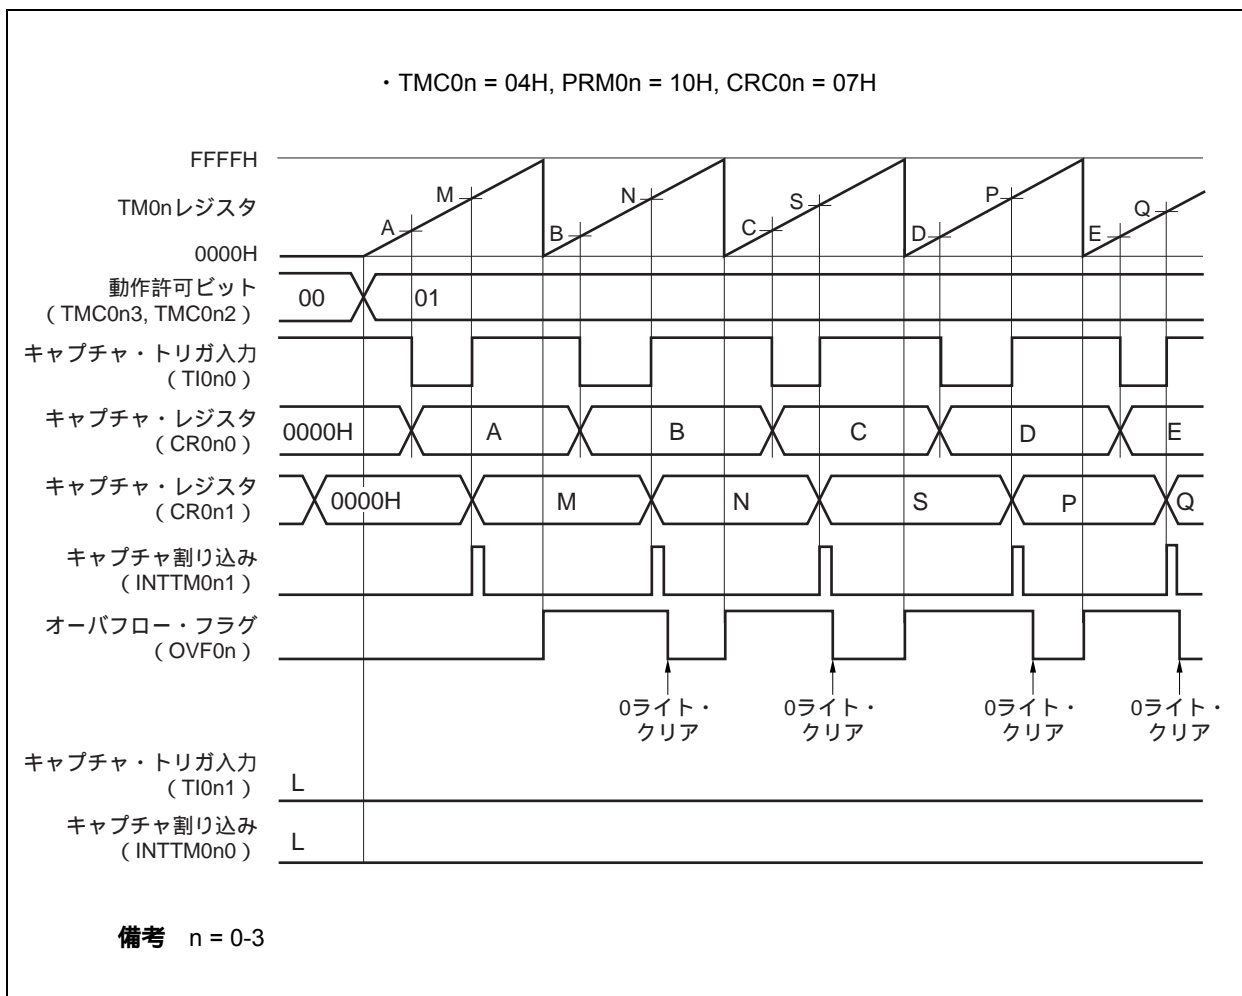 ・TMC0n = 04H, PRM0n = 10H, CRC0n = 07H
FFFFH
TM0nレジスタ
0000H
A M B N C S D P E Q
動作許可ビット
（TMC0n3, TMC0n2）
00 01
キャプチャ・トリガ入力
（TI0n0）
キャプチャ・レジスタ
（CR0n0）
0000H A B C D E
キャプチャ・レジスタ
（CR0n1）
0000H M N S P Q
キャプチャ割り込み
（INTTM0n1）
オーバフロー・フラグ
（OVF0n）
0ライト・ 0ライト・ 0ライト・ 0ライト・
クリア クリア クリア クリア
キャプチャ・トリガ入力
（TI0n1）
L
キャプチャ割り込み
（INTTM0n0）
L
備考 n = 0-3